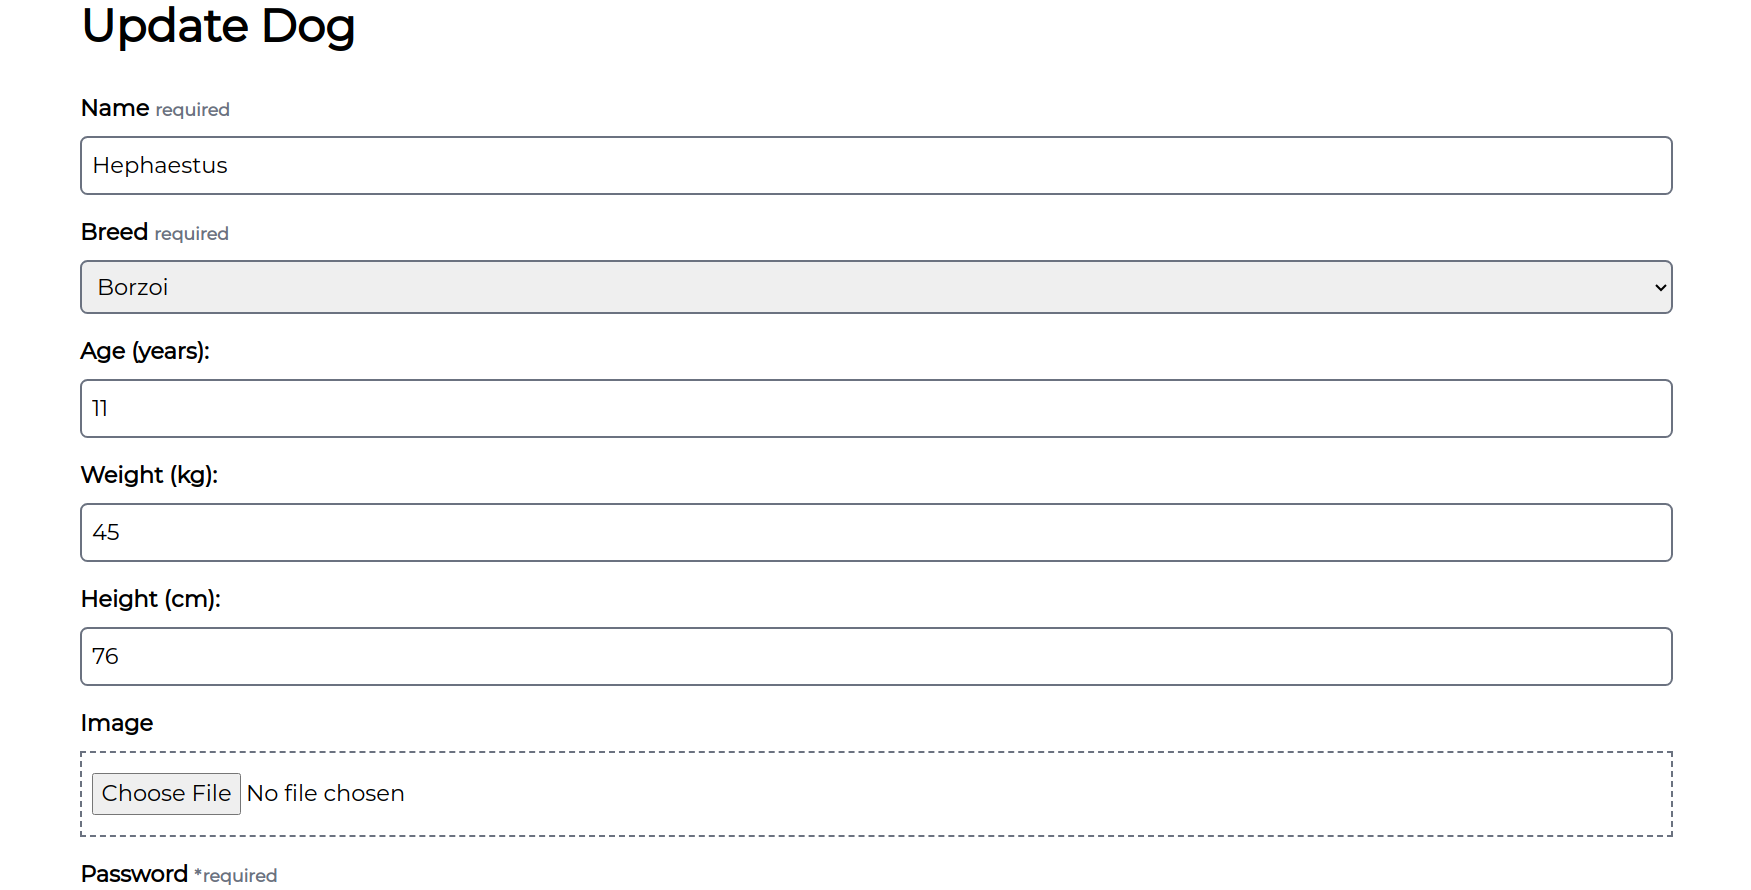 Update Dog
Name required
Hephaestus
Breed required
Borzoi
Age (years):
11
Weight (kg):
45
Height (cm):
76
Image
Choose File No file chosen
Password *required